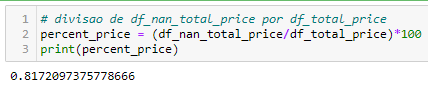 1 # divisao de df_nan_total_price por df_total_price
2 percent_price = (df_nan_total_price/df_total_price)*100
3 print(percent_price)
0.8172097375778666